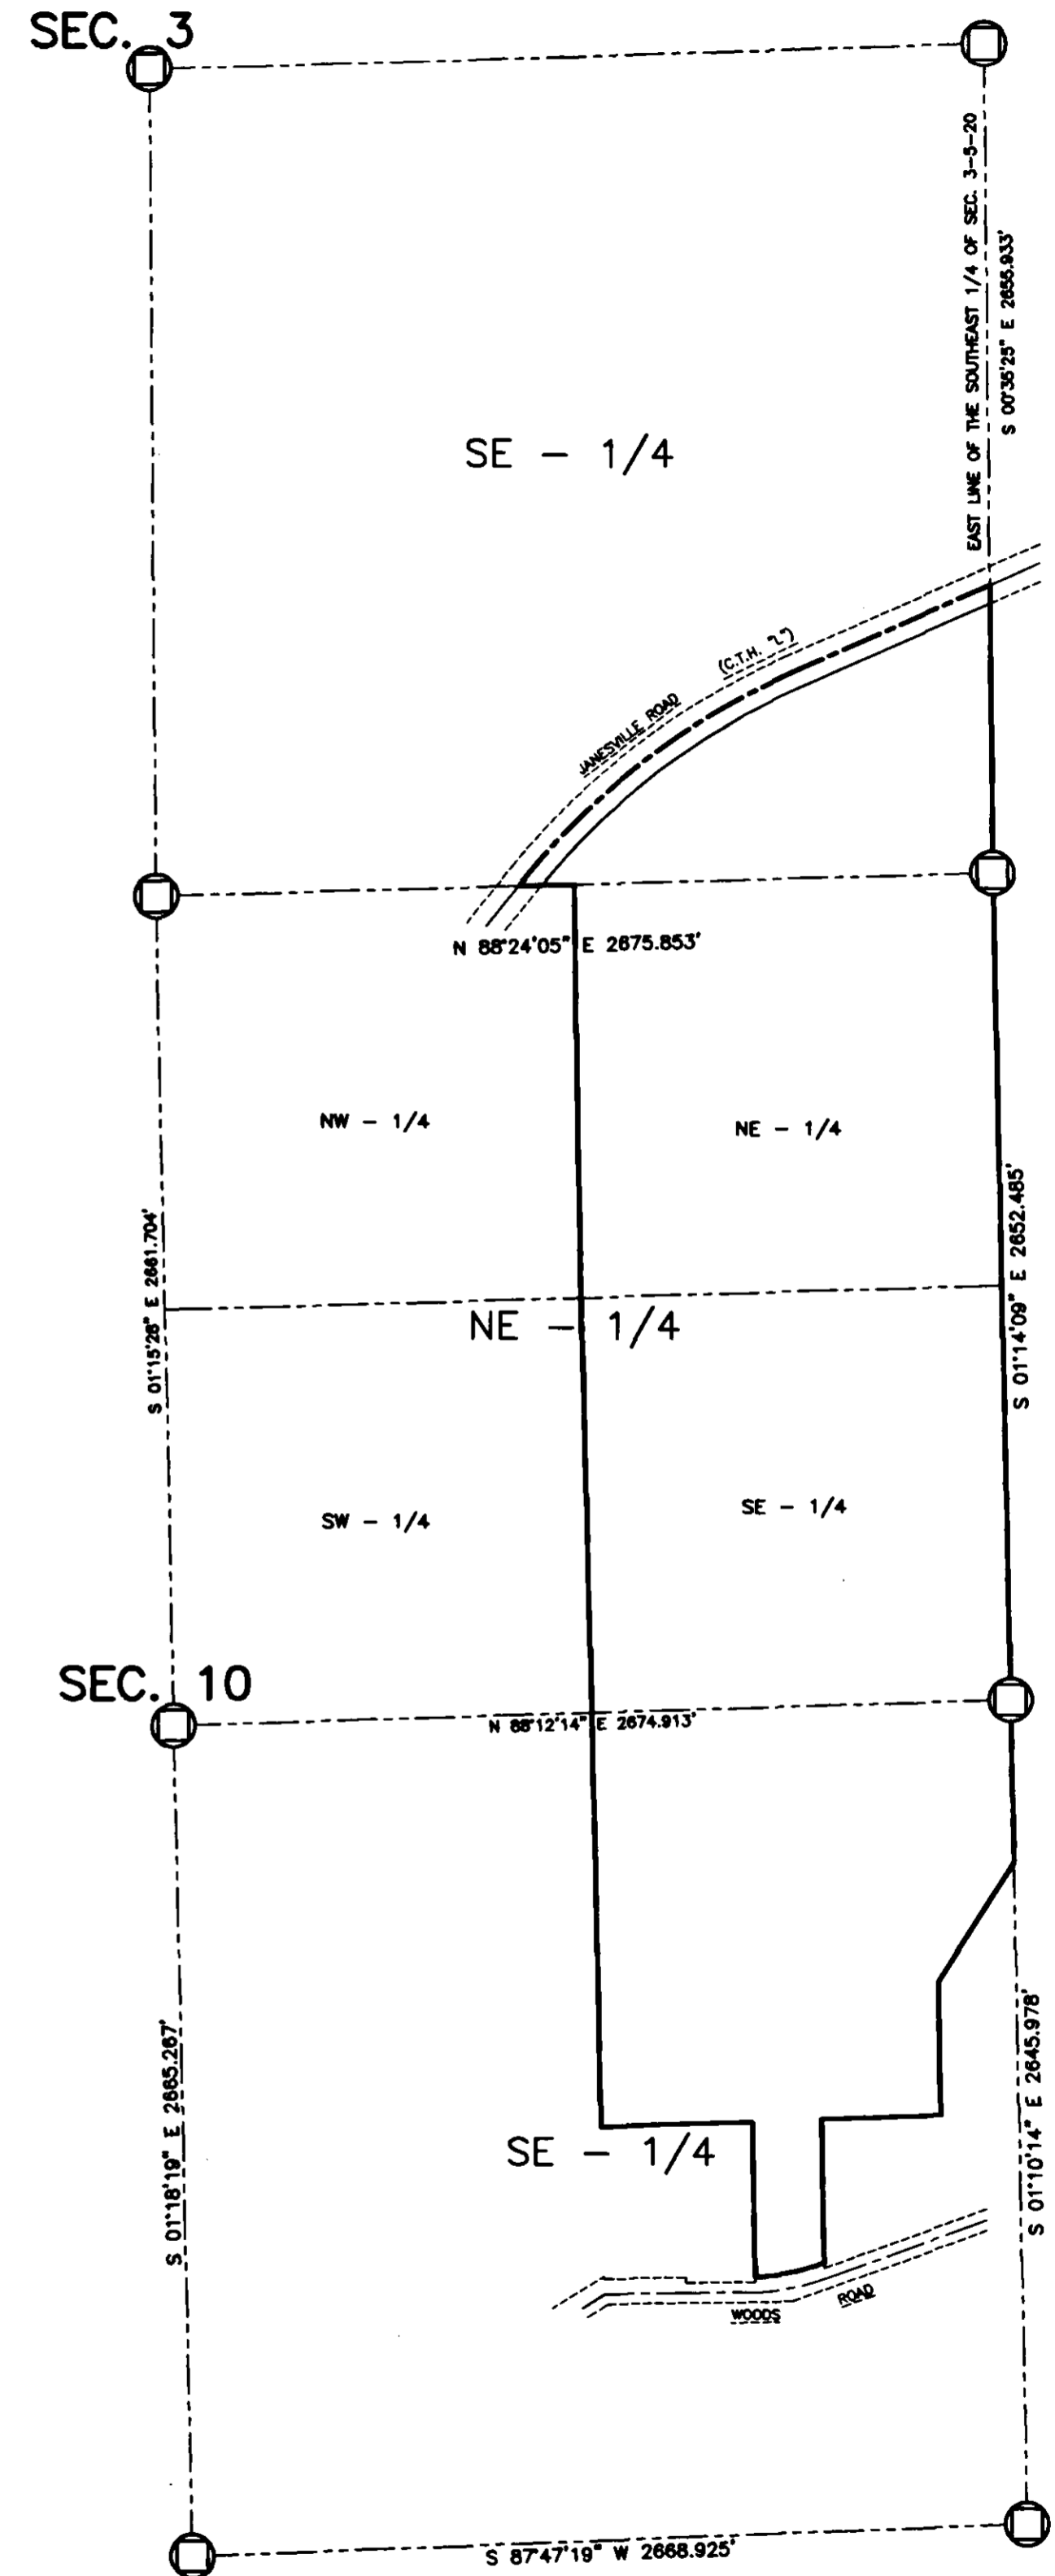 SEC. 3
EAST LINE OF THE SOUTHEAST 1/4 OF SEC. 3-5-20
S 00°35'25" E 2655.933'
SE - 1/4
(C.T.H. "L")
JANESVILLE ROAD
N 88°24'05" E 2675.853'
NW - 1/4
NE - 1/4
S 01°15'28" E 2661.704'
S 01°14'09" E 2652.485'
NE - 1/4
SW - 1/4
SE - 1/4
SEC. 10
N 88°12'14" E 2674.913'
S 01°18'19" E 2665.267'
S 01°10'14" E 2645.978'
SE - 1/4
WOODS ROAD
S 87°47'19" W 2668.925'